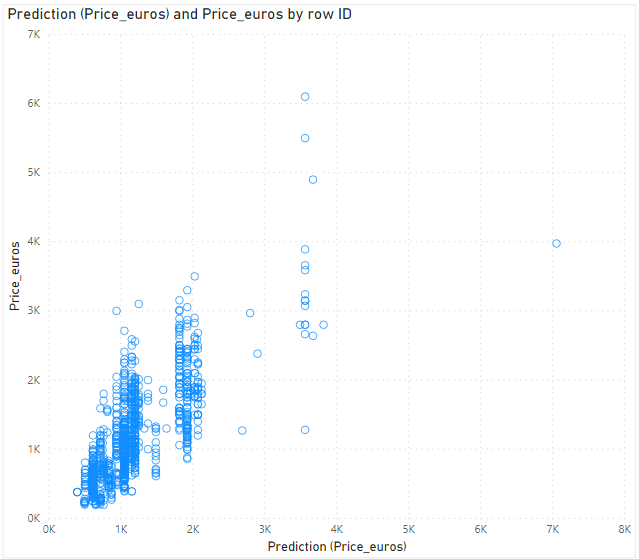 Prediction (Price_euros) and Price_euros by row ID
7K
6K
5K
4K
3K
2K
1K
0K
Price_euros
0K 1K 2K 3K 4K 5K 6K 7K 8K
Prediction (Price_euros)